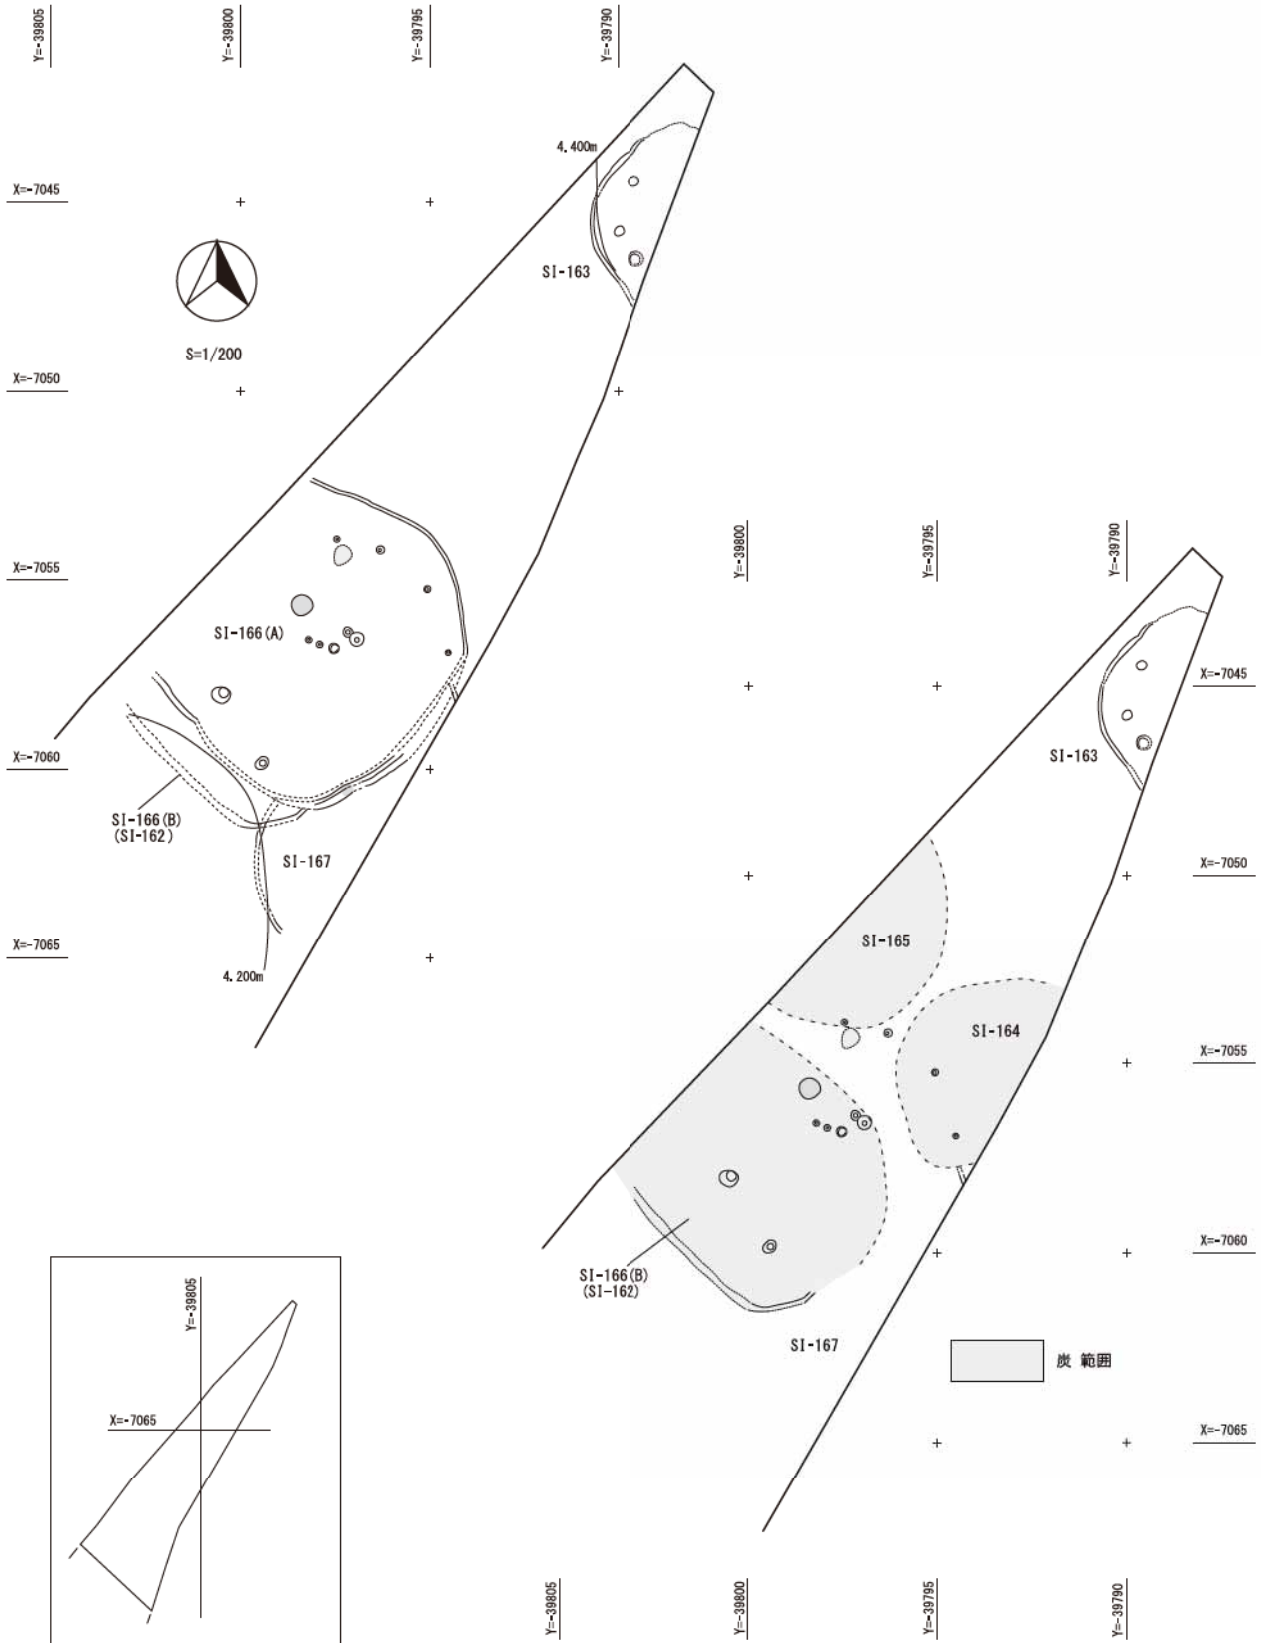 Y=-39805
Y=-39800
Y=-39795
Y=-39790
4.400m
X=-7045
SI-163
S=1/200
X=-7050
X=-7055
SI-166(A)
X=-7060
SI-166(B)
(SI-162)
SI-167
X=-7065
4.200m
Y=-39800
Y=-39795
Y=-39790
X=-7045
SI-163
X=-7050
SI-165
SI-164
X=-7055
X=-7060
SI-166(B)
(SI-162)
SI-167
炭 範囲
X=-7065
Y=-39805
Y=-39800
Y=-39795
Y=-39790
Y=-39805
X=-7065